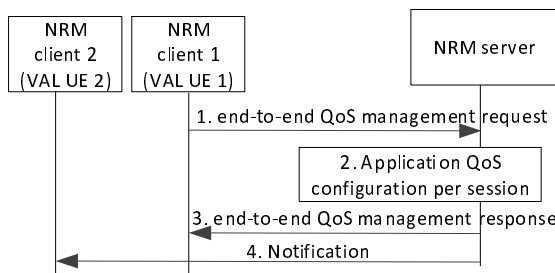 NRM
client 2
(VAL UE 2)
NRM
client 1
(VAL UE 1)
NRM server
1. end-to-end QoS management request
2. Application QoS
configuration per session
3. end-to-end QoS management response
4. Notification